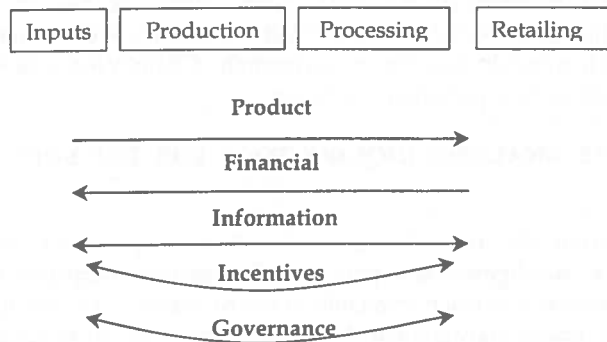 Inputs Production Processing Retailing
Product
Financial
Information
Incentives
Governance